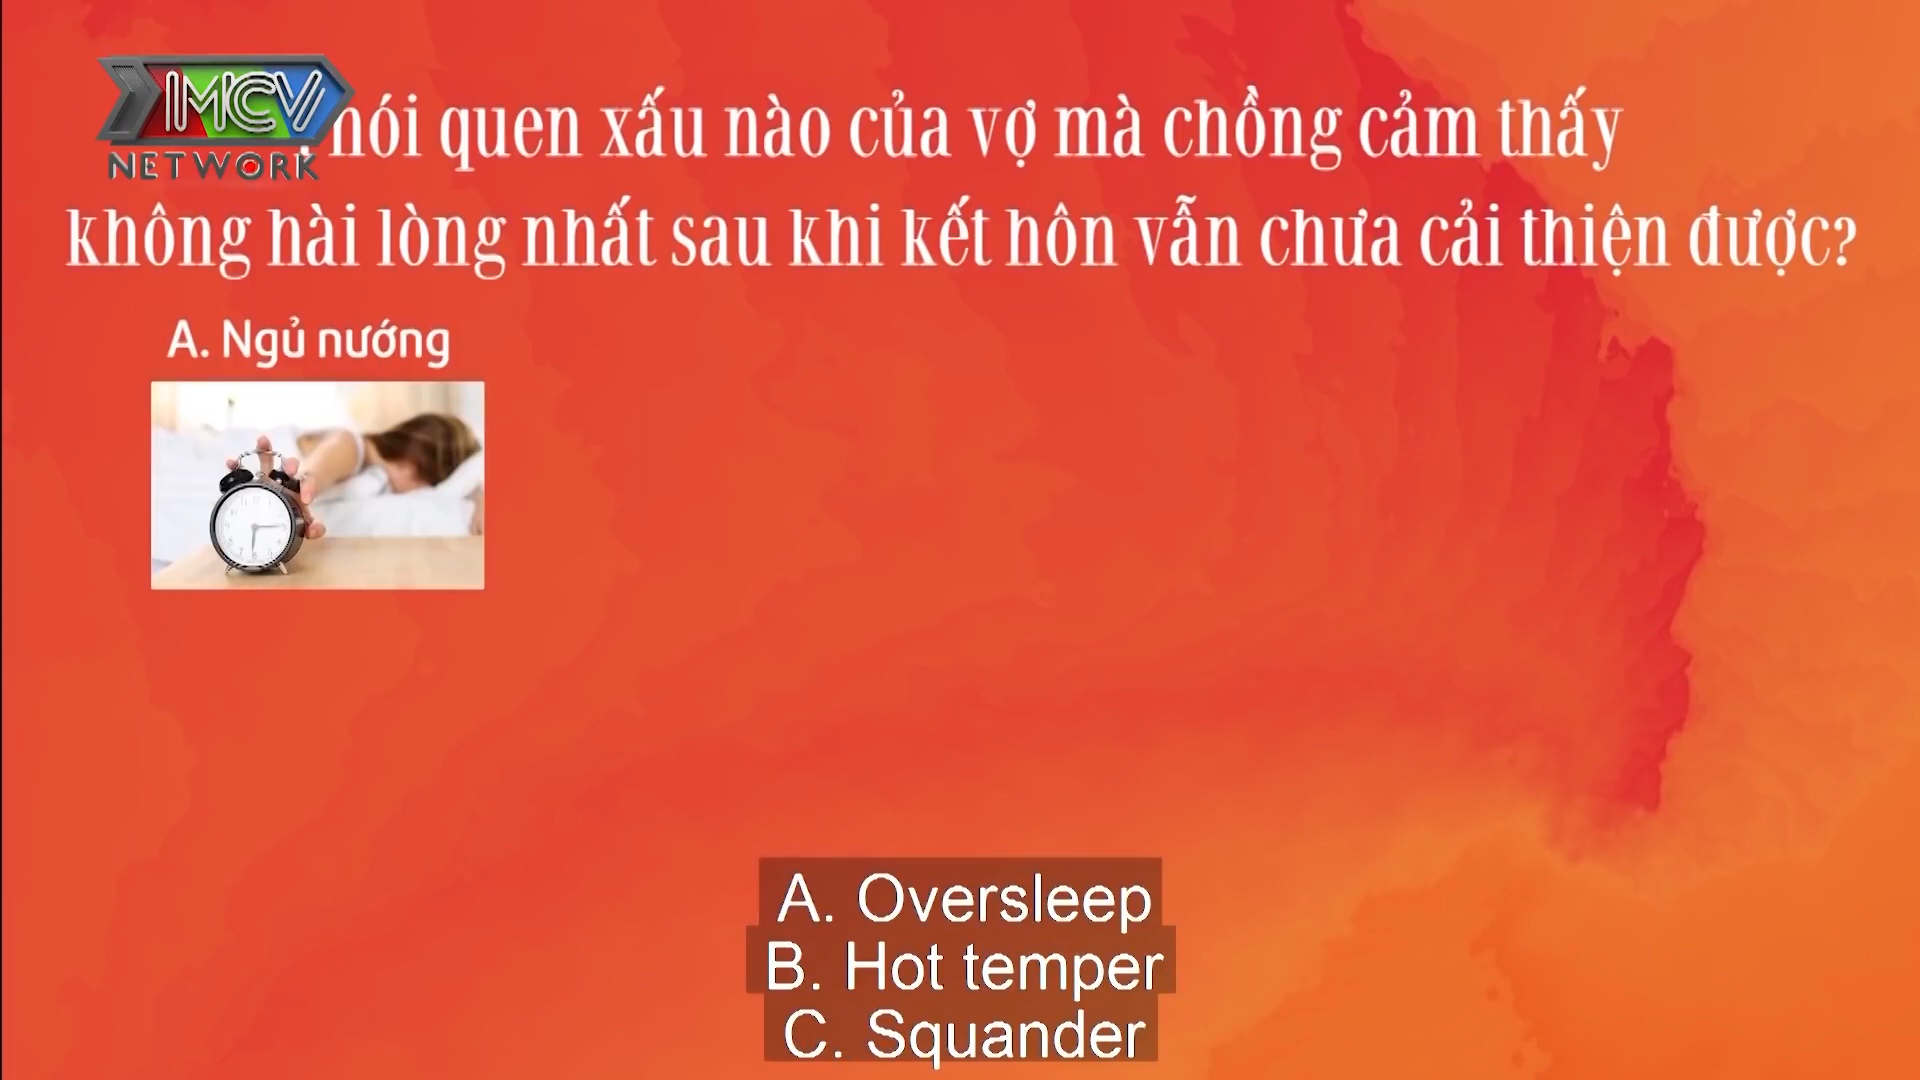 MCV
NETWORK
thói quen xấu nào của vợ mà chồng cảm thấy
không hài lòng nhất sau khi kết hôn vẫn chưa cải thiện được?
A. Ngủ nướng
A. Oversleep
B. Hot temper
C. Squander